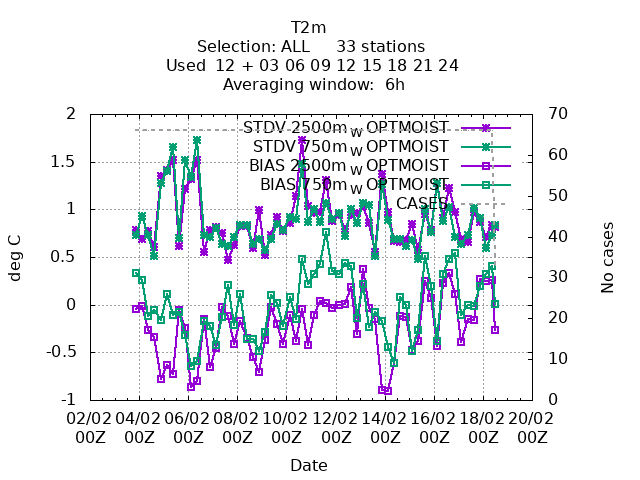 T2m
Selection: ALL 33 stations
Used 12 + 03 06 09 12 15 18 21 24
Averaging window: 6h
2 70
STDV 2500m_W OPTMOIST
STDV 750m_W OPTMOIST
1.5 60
BIAS 2500m_W OPTMOIST
BIAS 750m_W OPTMOIST
CASES
50
1 40
deg C No cases
0.5 30
0 20
-0.5 10
-1 0
02/02 04/02 06/02 08/02 10/02 12/02 14/02 16/02 18/02 20/02
00Z 00Z 00Z 00Z 00Z 00Z 00Z 00Z 00Z 00Z
Date